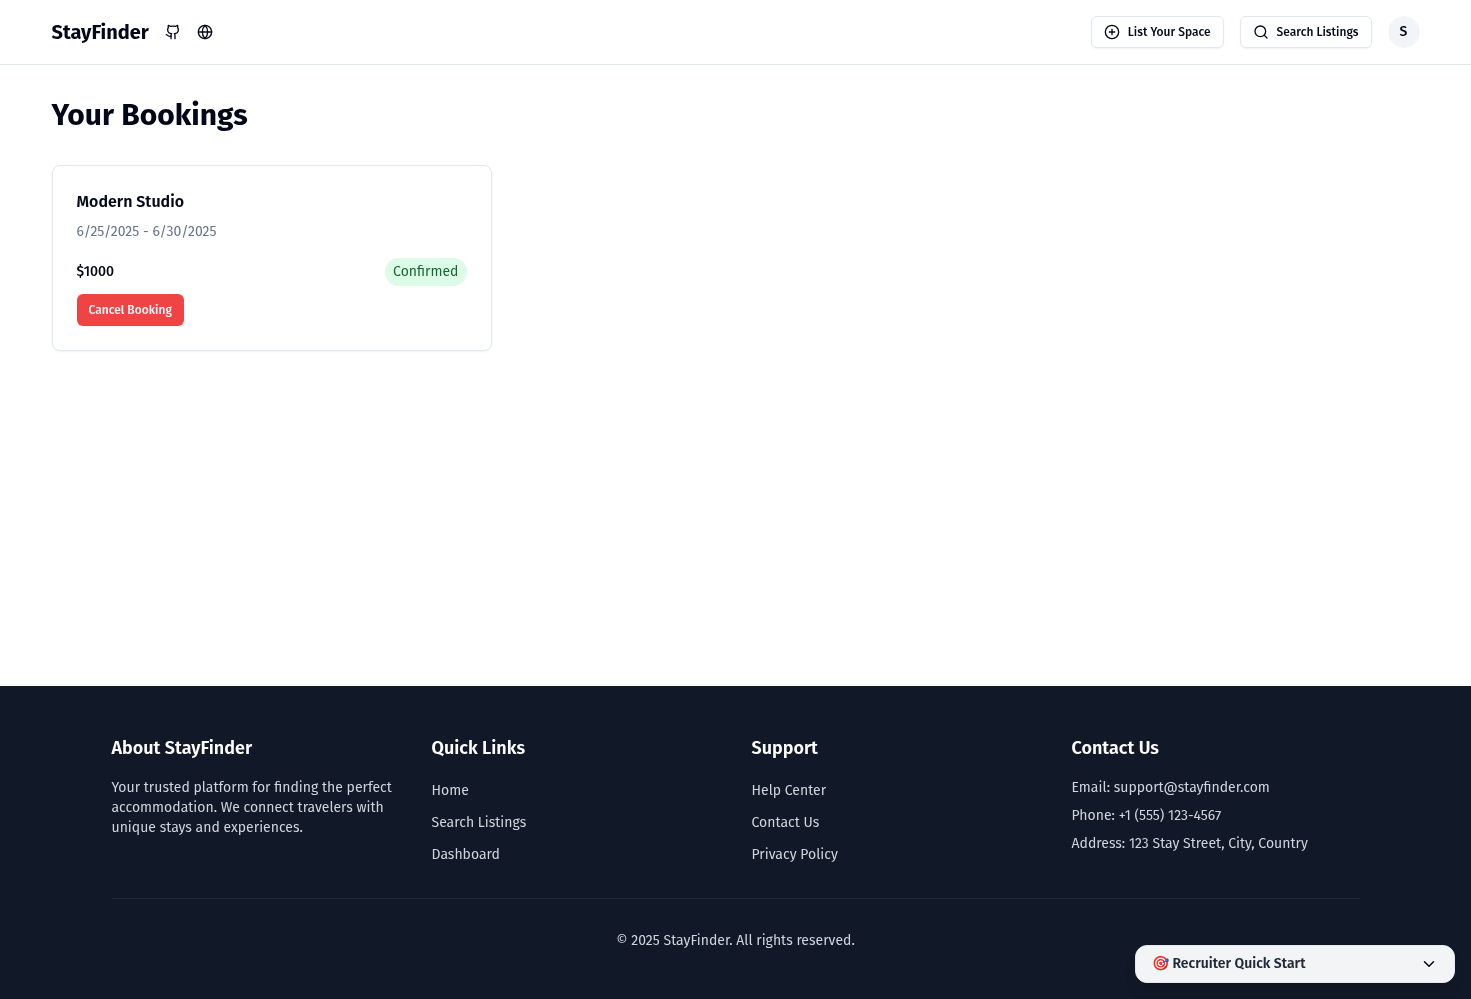 StayFinder
List Your Space
Search Listings
S
Your Bookings
Modern Studio
6/25/2025 - 6/30/2025
$1000
Confirmed
Cancel Booking
About StayFinder
Your trusted platform for finding the perfect
accommodation. We connect travelers with
unique stays and experiences.
Quick Links
Home
Search Listings
Dashboard
Support
Help Center
Contact Us
Privacy Policy
Contact Us
Email: support@stayfinder.com
Phone: +1 (555) 123-4567
Address: 123 Stay Street, City, Country
© 2025 StayFinder. All rights reserved.
🎯 Recruiter Quick Start